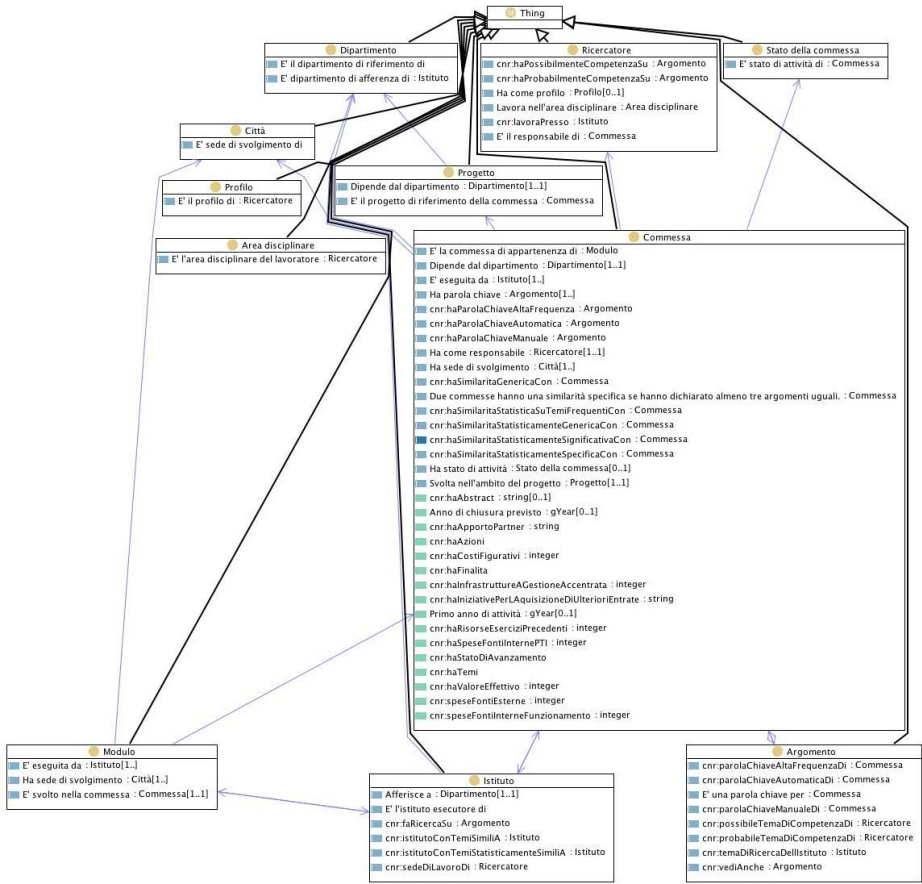 Thing
Dipartimento
E' il dipartimento di riferimento di
E' dipartimento di afferenza di : Istituto
Ricercatore
cnr:haPossibilmenteCompetenzaSu : Argomento
cnr:haProbabilmenteCompetenzaSu : Argomento
Ha come profilo : Profilo[0..1]
Lavora nell'area disciplinare : Area disciplinare
cnr:lavoraPresso : Istituto
E' il responsabile di : Commessa
Stato della commessa
E' stato di attività di : Commessa
Città
E' sede di svolgimento di
Profilo
E' il profilo di : Ricercatore
Progetto
Dipende dal dipartimento : Dipartimento[1..1]
E' il progetto di riferimento della commessa : Commessa
Area disciplinare
E' l'area disciplinare del lavoratore : Ricercatore
Commessa
E' la commessa di appartenenza di : Modulo
Dipende dal dipartimento : Dipartimento[1..1]
E' eseguita da : Istituto[1..]
Ha parola chiave : Argomento[1..]
cnr:haParolaChiaveAltaFrequenza : Argomento
cnr:haParolaChiaveAutomatica : Argomento
cnr:haParolaChiaveManuale : Argomento
Ha come responsabile : Ricercatore[1..1]
Ha sede di svolgimento : Città[1..]
cnr:haSimilaritaGenericaCon : Commessa
Due commesse hanno una similarità specifica se hanno dichiarato almeno tre argomenti uguali. : Commessa
cnr:haSimilaritaStatisticaSuTemiFrequentiCon : Commessa
cnr:haSimilaritaStatisticamenteGenericaCon : Commessa
cnr:haSimilaritaStatisticamenteSignificativaCon : Commessa
cnr:haSimilaritaStatisticamenteSpecificaCon : Commessa
Ha stato di attività : Stato della commessa[0..1]
Svolta nell'ambito del progetto : Progetto[1..1]
cnr:haAbstract : string[0..1]
Anno di chiusura previsto : gYear[0..1]
cnr:haApportoPartner : string
cnr:haAzioni
cnr:haCostiFigurativi : integer
cnr:haFinalita
cnr:haInfrastruttureAGestioneAccentrata : integer
cnr:haIniziativePerLAquisizioneDiUlterioriEntrate : string
Primo anno di attività : gYear[0..1]
cnr:haRisorseEserciziPrecedenti : integer
cnr:haSpeseFontiInternePTI : integer
cnr:haStatoDiAvanzamento
cnr:haTemi
cnr:haValoreEffettivo : integer
cnr:speseFontiEsterne : integer
cnr:speseFontiInterneFunzionamento : integer
Modulo
E' eseguita da : Istituto[1..]
Ha sede di svolgimento : Città[1..]
E' svolto nella commessa : Commessa[1..1]
Istituto
Afferisce a : Dipartimento[1..1]
E' l'istituto esecutore di
cnr:faRicercaSu : Argomento
cnr:istitutoConTemiSimiliA : Istituto
cnr:istitutoConTemiStatisticamenteSimiliA : Istituto
cnr:sedeDiLavoroDi : Ricercatore
Argomento
cnr:parolaChiaveAltaFrequenzaDi : Commessa
cnr:parolaChiaveAutomaticaDi : Commessa
E' una parola chiave per : Commessa
cnr:parolaChiaveManualeDi : Commessa
cnr:possibileTemaDiCompetenzaDi : Ricercatore
cnr:probabileTemaDiCompetenzaDi : Ricercatore
cnr:temaDiRicercaDellIstituto : Istituto
cnr:vediAnche : Argomento